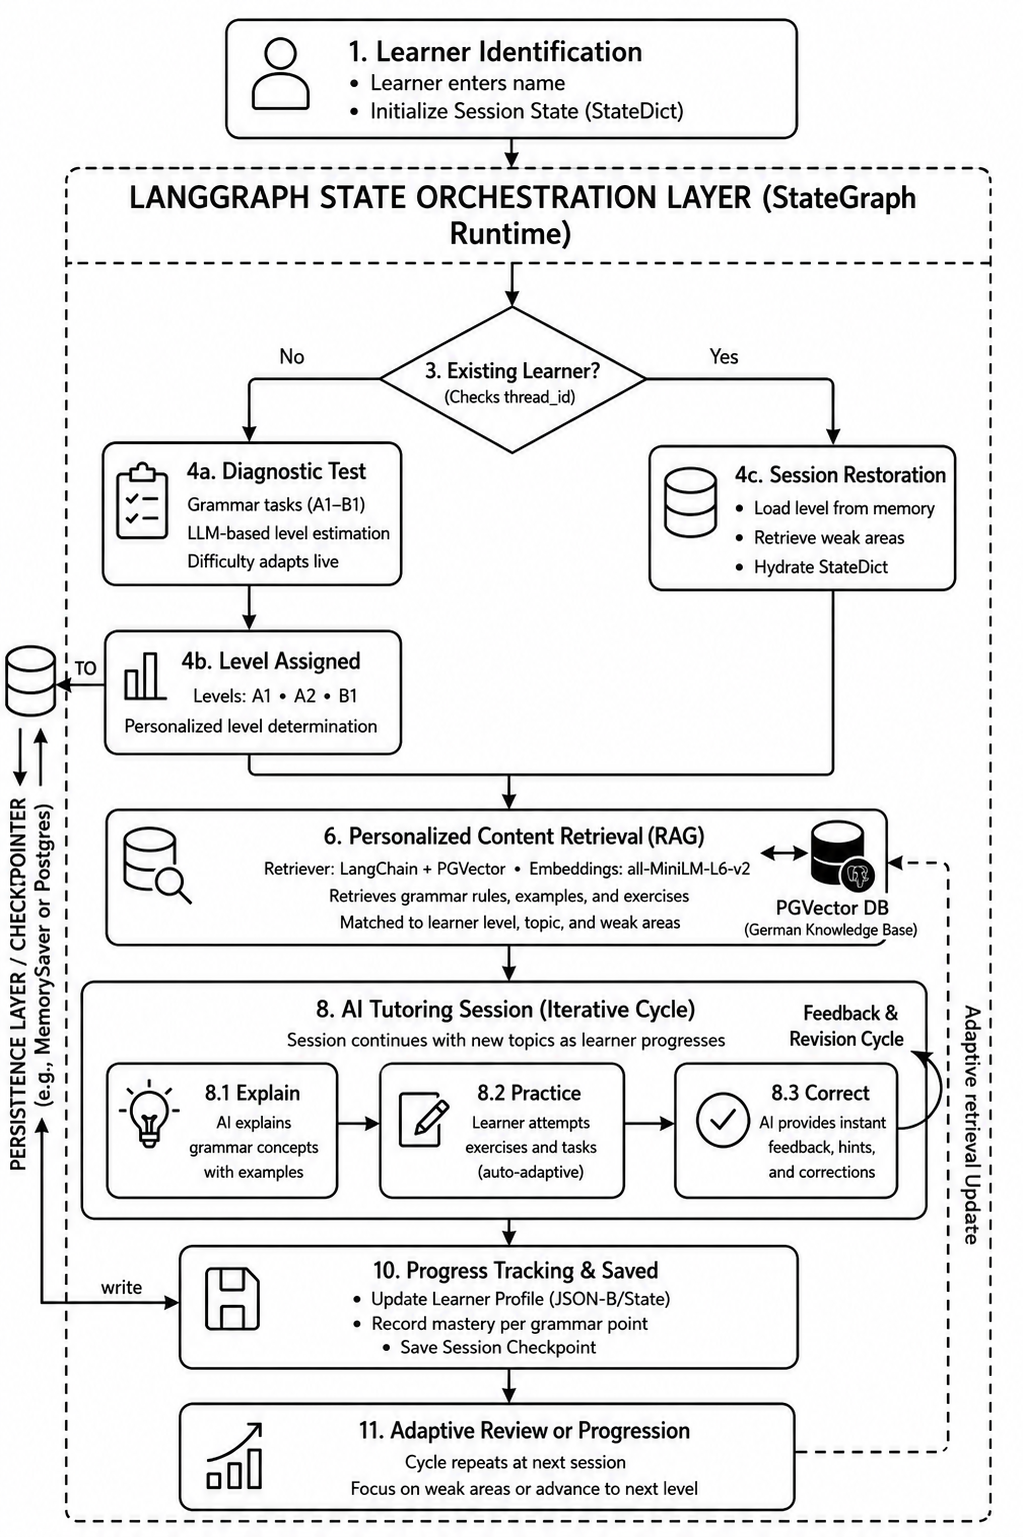 1. Learner Identification
• Learner enters name
• Initialize Session State (StateDict)
LANGGRAPH STATE ORCHESTRATION LAYER (StateGraph
Runtime)
No
Yes
3. Existing Learner?
(Checks thread_id)
4a. Diagnostic Test
Grammar tasks (A1–B1)
LLM-based level estimation
Difficulty adapts live
4c. Session Restoration
• Load level from memory
• Retrieve weak areas
• Hydrate StateDict
TO
4b. Level Assigned
Levels: A1 • A2 • B1
Personalized level determination
PERSISTTENCE LAYER / CHECKPOINTER
(e.g., MemorySaver or Postgres)
6. Personalized Content Retrieval (RAG)
Retriever: LangChain + PGVector • Embeddings: all-MiniLM-L6-v2
Retrieves grammar rules, examples, and exercises
Matched to learner level, topic, and weak areas
PGVector DB
(German Knowledge Base)
8. AI Tutoring Session (Iterative Cycle)
Session continues with new topics as learner progresses
Feedback &
Revision Cycle
8.1 Explain
AI explains
grammar concepts
with examples
8.2 Practice
Learner attempts
exercises and tasks
(auto-adaptive)
8.3 Correct
AI provides instant
feedback, hints,
and corrections
Adaptive retrieval Update
write
10. Progress Tracking & Saved
• Update Learner Profile (JSON-B/State)
• Record mastery per grammar point
• Save Session Checkpoint
11. Adaptive Review or Progression
Cycle repeats at next session
Focus on weak areas or advance to next level